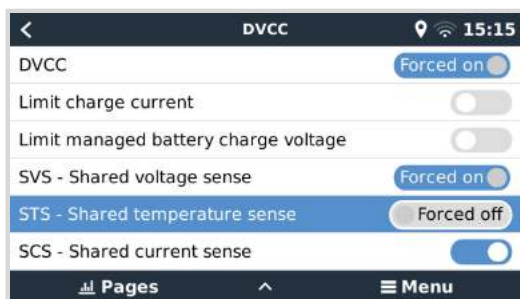 DVCC 15:15
DVCC Forced on
Limit charge current
Limit managed battery charge voltage
SVS - Shared voltage sense Forced on
STS - Shared temperature sense Forced off
SCS - Shared current sense
Pages Menu